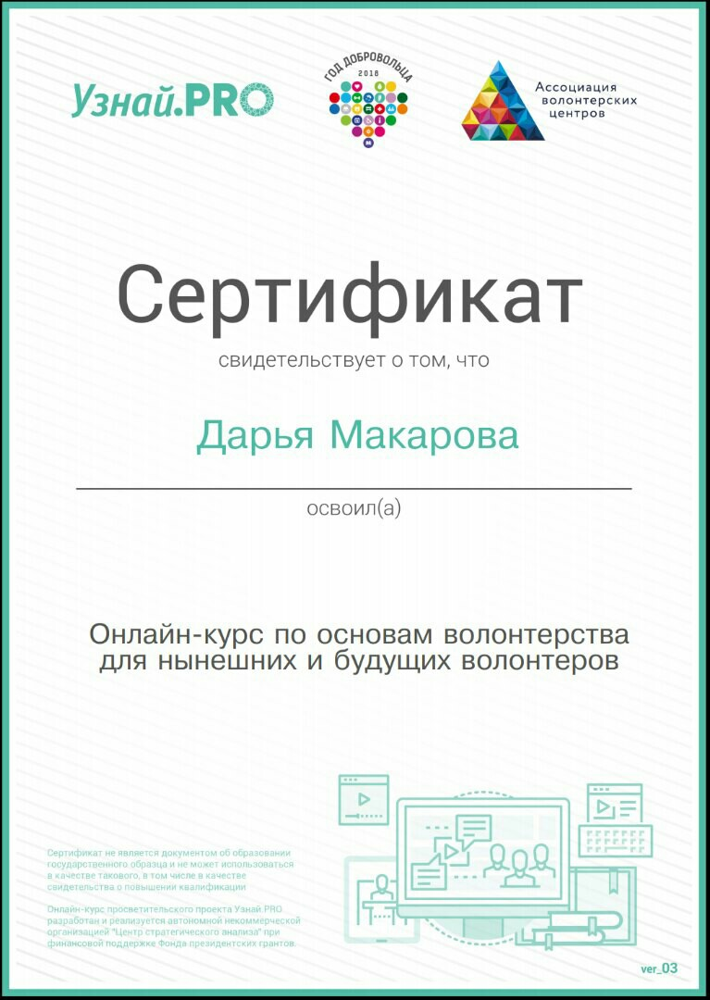 Узнай.PRO
ГОД ДОБРОВОЛЬЦА
2018
Ассоциация
волонтерских
центров
Сертификат
свидетельствует о том, что
Дарья Макарова
освоил(а)
Онлайн-курс по основам волонтерства
для нынешних и будущих волонтеров
Сертификат не является документом об образовании
государственного образца и не может использоваться
в качестве такового, в том числе в качестве
свидетельства о повышении квалификации
Онлайн-курс просветительского проекта Узнай.PRO
разработан и реализуется автономной некоммерческой
организацией "Центр стратегического анализа" при
финансовой поддержке Фонда президентских грантов.
ver_03